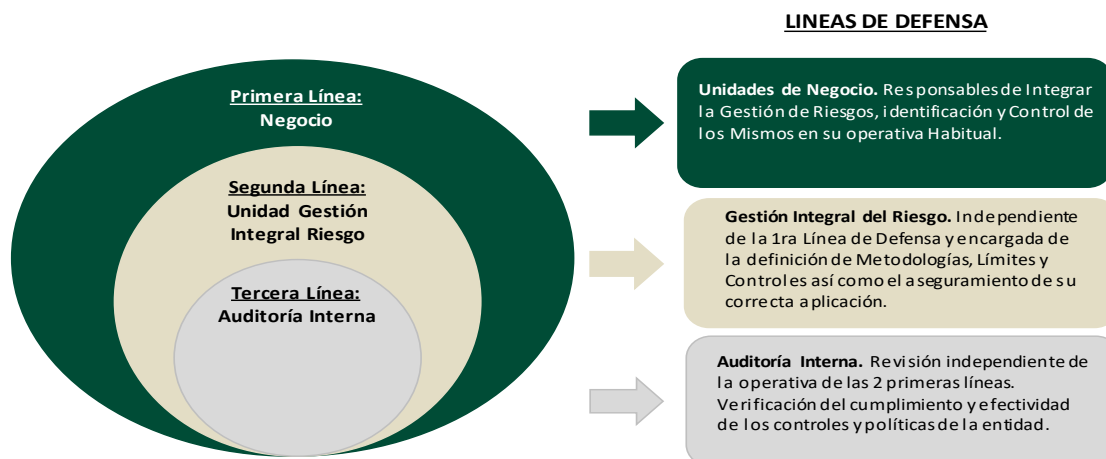 LINEAS DE DEFENSA
Primera Línea:
Negocio
Segunda Línea:
Unidad Gestión
Integral Riesgo
Tercera Línea:
Auditoría Interna
Unidades de Negocio. Responsables de Integrar
la Gestión de Riesgos, identificación y Control de
los Mismos en su operativa Habitual.
Gestión Integral del Riesgo. Independiente
de la 1ra Línea de Defensa y encargada de
la definición de Metodologías, Límites y
Controles así como el aseguramiento de su
correcta aplicación.
Auditoría Interna. Revisión independiente de
la operativa de las 2 primeras líneas.
Verificación del cumplimiento y efectividad
de los controles y políticas de la entidad.